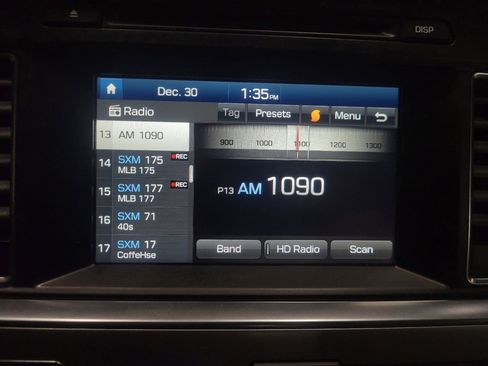 DISP
Dec. 30 1:35PM
Radio Tag Presets Menu
13 AM 1090
900 1000 1100 1200 1300
14 SXM 175 REC
MLB 175
15 SXM 177 REC
MLB 177
P13 AM 1090
16 SXM 71
40s
17 SXM 17
CoffeHse
Band HD Radio Scan